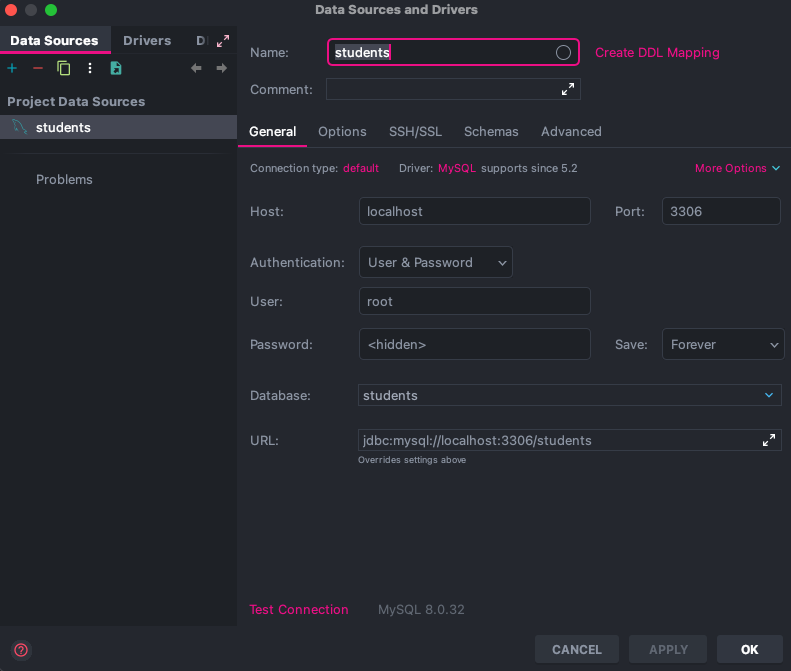 Data Sources and Drivers
Data Sources
Drivers
D
Project Data Sources
students
Problems
Name:
students
Create DDL Mapping
Comment:
General
Options
SSH/SSL
Schemas
Advanced
Connection type: default
Driver: MySQL supports since 5.2
More Options
Host:
localhost
Port:
3306
Authentication:
User & Password
User:
root
Password:
<hidden>
Save:
Forever
Database:
students
URL:
jdbc:mysql://localhost:3306/students
Overrides settings above
Test Connection
MySQL 8.0.32
?
CANCEL
APPLY
OK